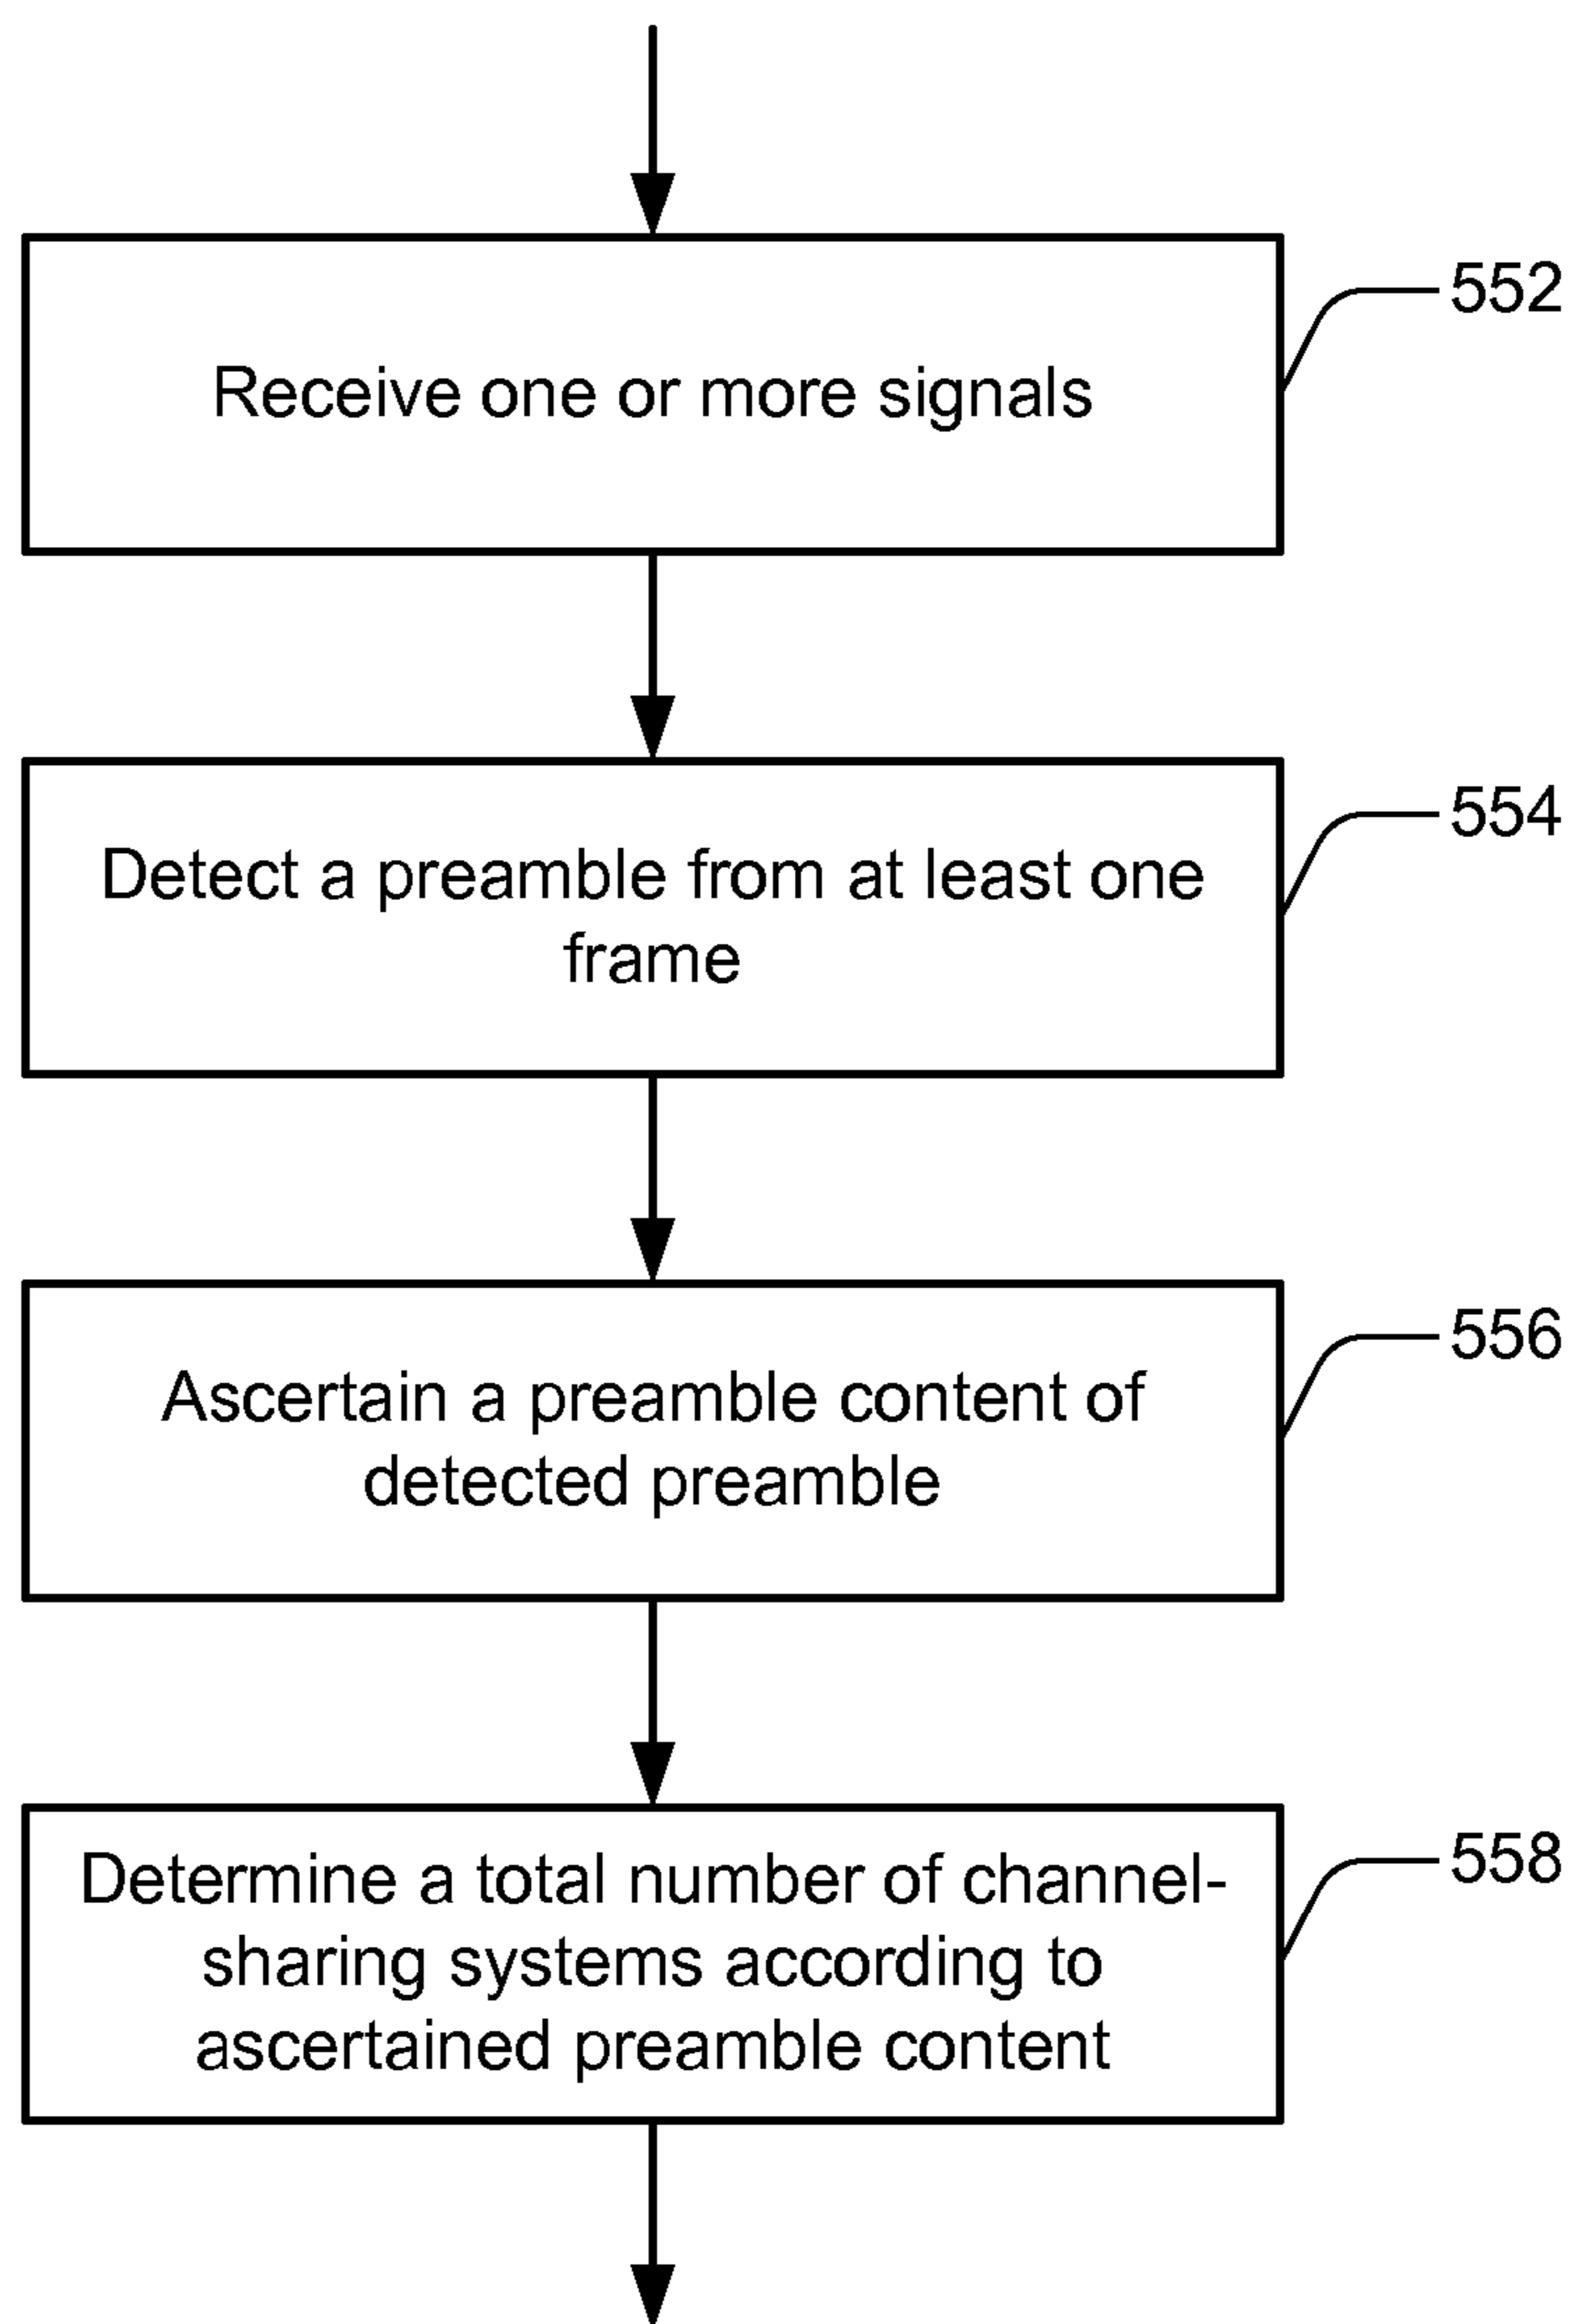 552
Receive one or more signals
554
Detect a preamble from at least one
frame
556
Ascertain a preamble content of
detected preamble
558
Determine a total number of channel-
sharing systems according to
ascertained preamble content